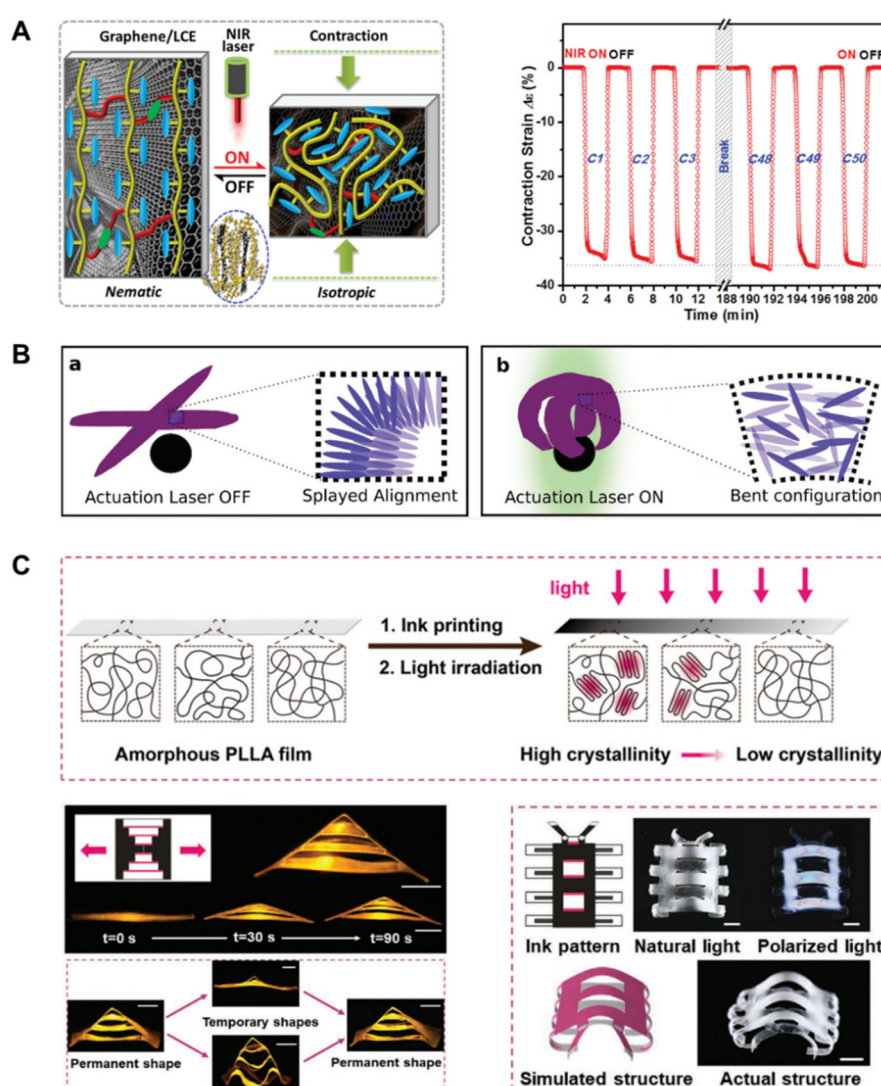 A
Graphene/LCE
NIR
laser
Contraction
ON
OFF
Nematic
Isotropic
Contraction Strain Δε (%)
NIR ON OFF
ON OFF
0
-10
-20
-30
-40
C1
C2
C3
Break
C48
C49
C50
0 2 4 6 8 10 12 188 190 192 194 196 198 200
Time (min)
B
a
Actuation Laser OFF
Splayed Alignment
b
Actuation Laser ON
Bent configuration
C
light
1. Ink printing
2. Light irradiation
Amorphous PLLA film
High crystallinity
Low crystallinity
t=0 s
t=30 s
t=90 s
Permanent shape
Temporary shapes
Permanent shape
Ink pattern
Natural light
Polarized light
Simulated structure
Actual structure